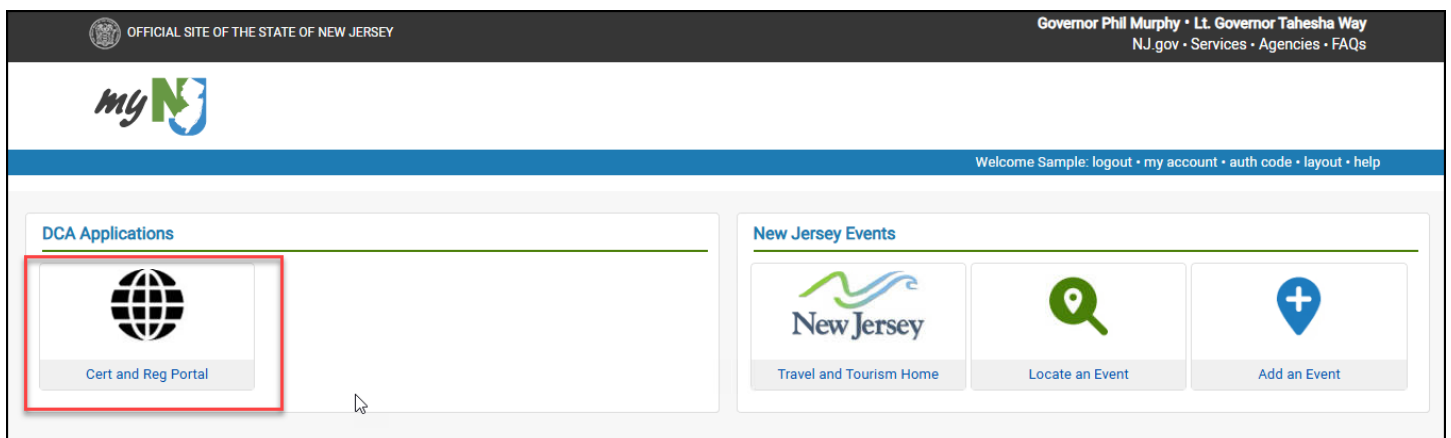 OFFICIAL SITE OF THE STATE OF NEW JERSEY
Governor Phil Murphy • Lt. Governor Tahesha Way
NJ.gov • Services • Agencies • FAQs
my NJ
Welcome Sample: logout • my account • auth code • layout • help
DCA Applications
Cert and Reg Portal
New Jersey Events
New Jersey
Travel and Tourism Home
Locate an Event
Add an Event